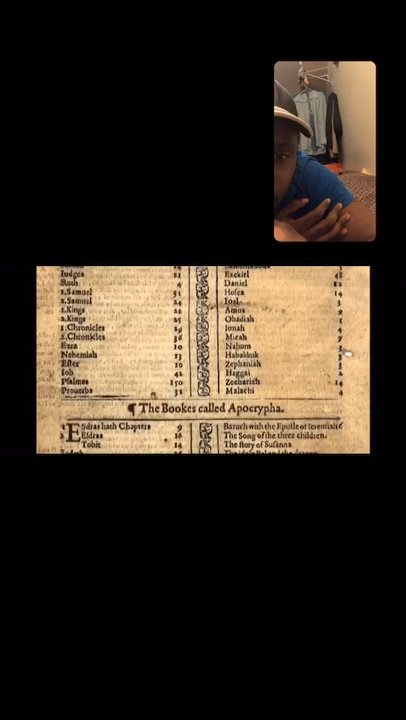 Iudges 21
Ruth 4
1.Samuel 31
2.Samuel 24
1.Kings 22
2.Kings 25
1.Chronicles 29
2.Chronicles 36
Ezra 10
Nehemiah 13
Ester 10
Iob 42
Psalmes 150
Prouerbs 31
Ezekiel 48
Daniel 12
Hosea 14
Ioel 3
Amos 9
Obadiah 1
Ionah 4
Micah 7
Nahum 3
Habakkuk 3
Zephaniah 3
Haggai 2
Zechariah 14
Malachi 4
¶ The Bookes called Apocrypha.
1 ESdras hath Chapters 9
2 Esdras 16
Tobit 14
Baruch with the Epistle of Ieremiah 6
The Song of the three children.
The story of Susanna